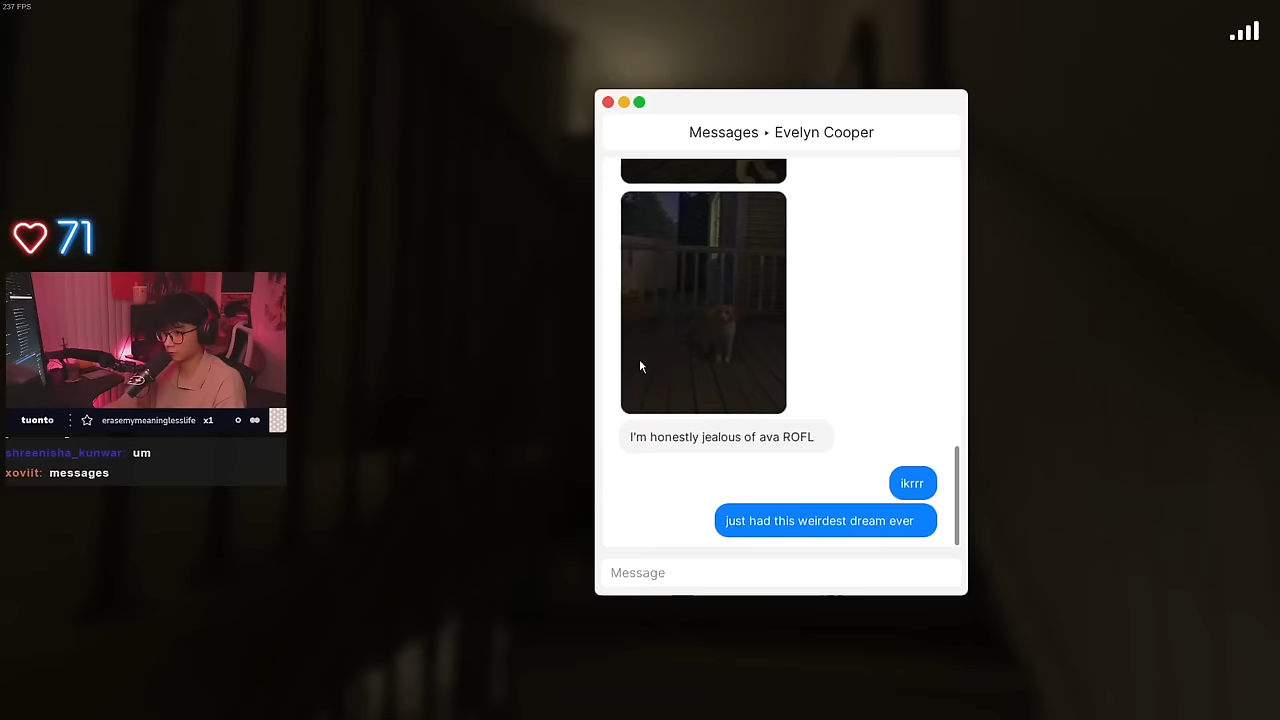 237 FPS
Messages ‣ Evelyn Cooper
71
I'm honestly jealous of ava ROFL
ikrrr
just had this weirdest dream ever
tuonto
erasemymeaninglesslife x1
shreenisha_kunwar: um
xoviit: messages
Message